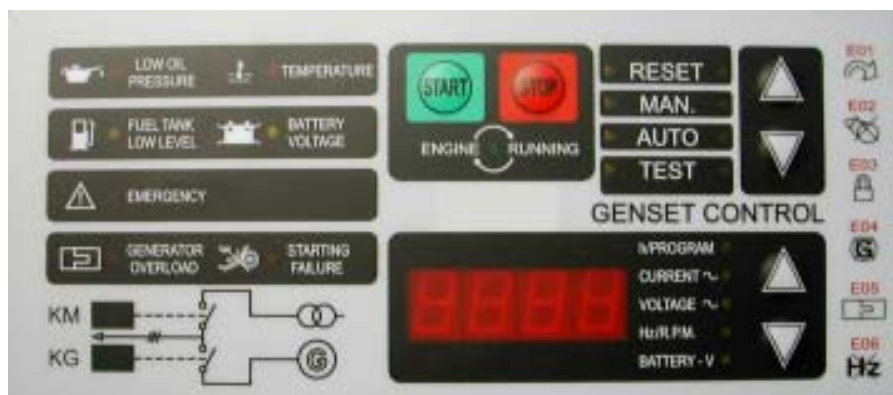 LOW OIL
PRESSURE
TEMPERATURE
FUEL TANK
LOW LEVEL
BATTERY
VOLTAGE
EMERGENCY
GENERATOR
OVERLOAD
STARTING
FAILURE
KM
KG
G
START
STOP
ENGINE RUNNING
RESET
MAN.
AUTO
TEST
GENSET CONTROL
8888
h/PROGRAM
CURRENT ~
VOLTAGE ~
Hz/R.P.M.
BATTERY - V
E01
E02
E03
E04
G
E05
E06
Hz